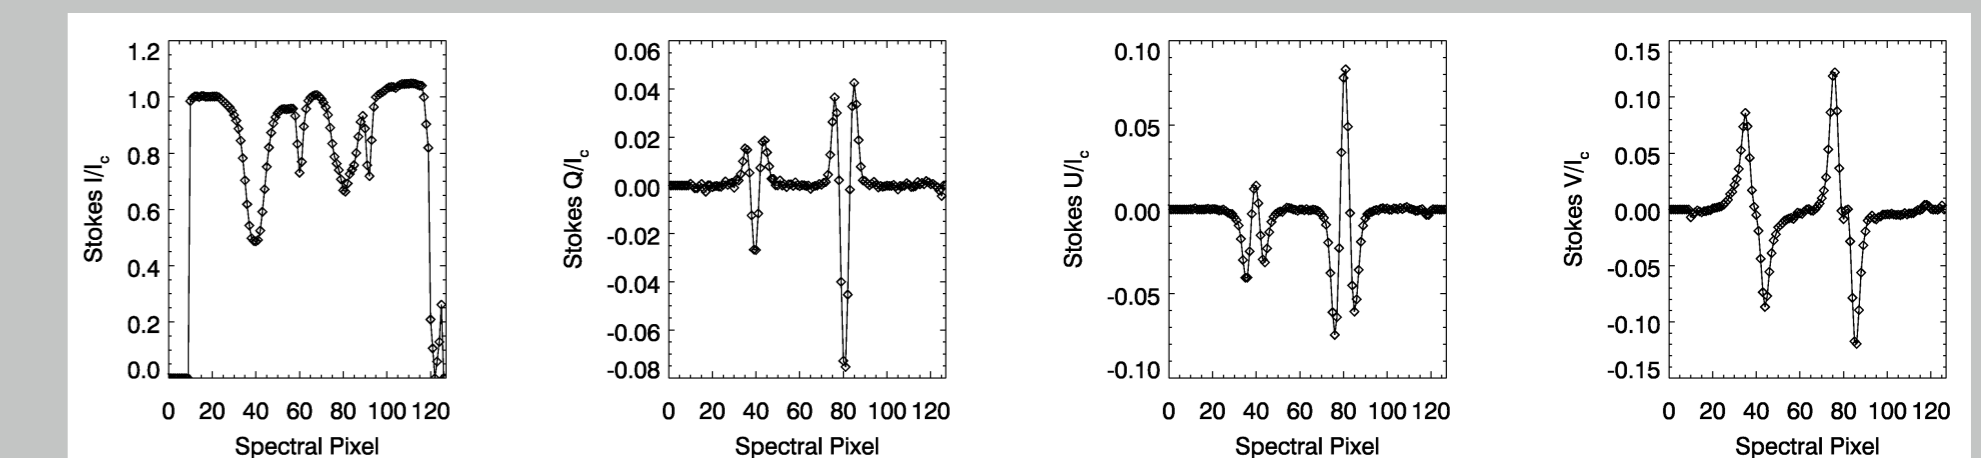 Stokes I/Ic
1.2
1.0
0.8
0.6
0.4
0.2
0.0
0 20 40 60 80 100 120
Spectral Pixel
Stokes Q/Ic
0.06
0.04
0.02
0.00
-0.02
-0.04
-0.06
-0.08
0 20 40 60 80 100 120
Spectral Pixel
Stokes U/Ic
0.10
0.05
0.00
-0.05
-0.10
0 20 40 60 80 100 120
Spectral Pixel
Stokes V/Ic
0.15
0.10
0.05
0.00
-0.05
-0.10
-0.15
0 20 40 60 80 100 120
Spectral Pixel